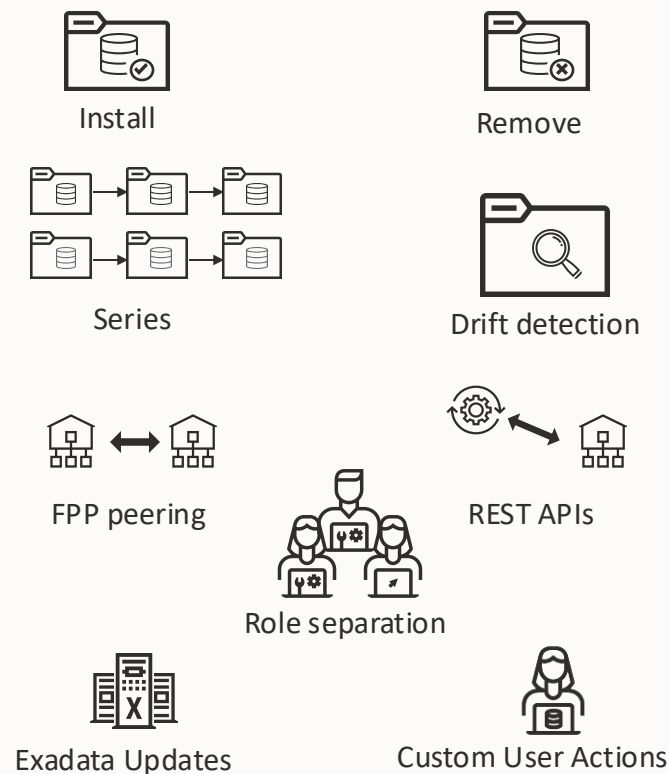 Install
Remove
Series
Drift detection
FPP peering
REST APIs
Role separation
X
Exadata Updates
Custom User Actions